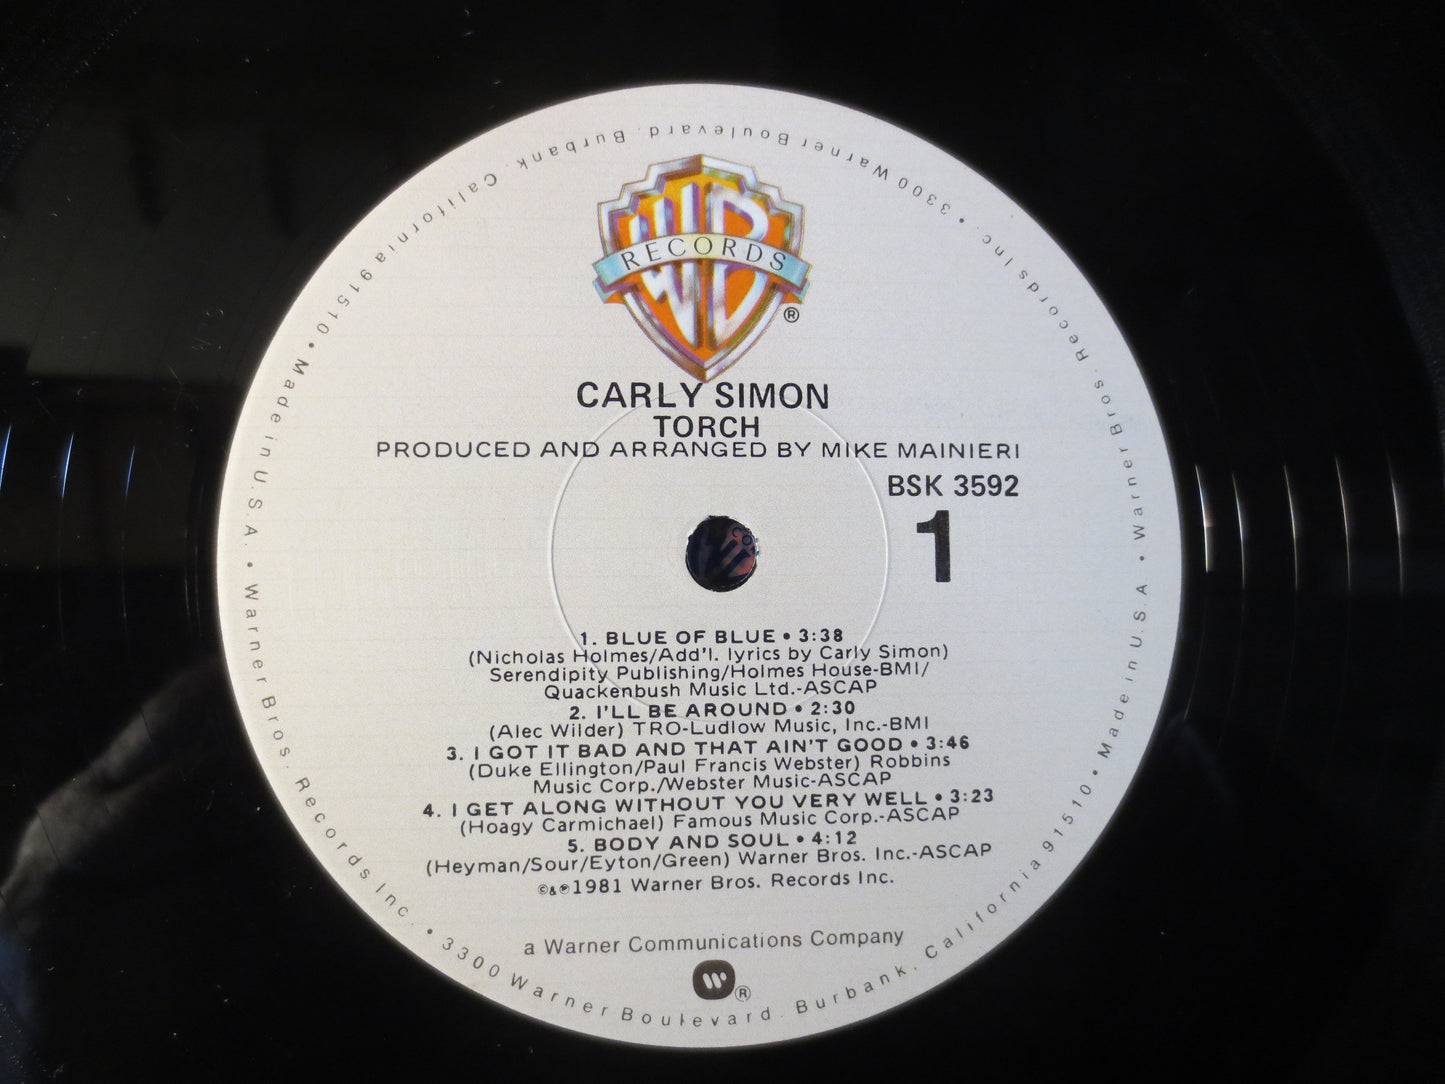 WB
RECORDS
®
CARLY SIMON
TORCH
PRODUCED AND ARRANGED BY MIKE MAINIERI
BSK 3592
1
1. BLUE OF BLUE • 3:38
(Nicholas Holmes/Add'l. lyrics by Carly Simon)
Serendipity Publishing/Holmes House-BMI/
Quackenbush Music Ltd.-ASCAP
2. I'LL BE AROUND • 2:30
(Alec Wilder) TRO-Ludlow Music, Inc.-BMI
3. I GOT IT BAD AND THAT AIN'T GOOD • 3:46
(Duke Ellington/Paul Francis Webster) Robbins
Music Corp./Webster Music-ASCAP
4. I GET ALONG WITHOUT YOU VERY WELL • 3:23
(Hoagy Carmichael) Famous Music Corp.-ASCAP
5. BODY AND SOUL • 4:12
(Heyman/Sour/Eyton/Green) Warner Bros. Inc.-ASCAP
©&℗1981 Warner Bros. Records Inc.
a Warner Communications Company
®
Made in U.S.A. • Warner Bros. Records Inc. • 3300 Warner Boulevard. Burbank. California 91510 • Made in U.S.A • Warner Bros. Records Inc. • 3300 Warner Boulevard. Burbank. California 91510 •